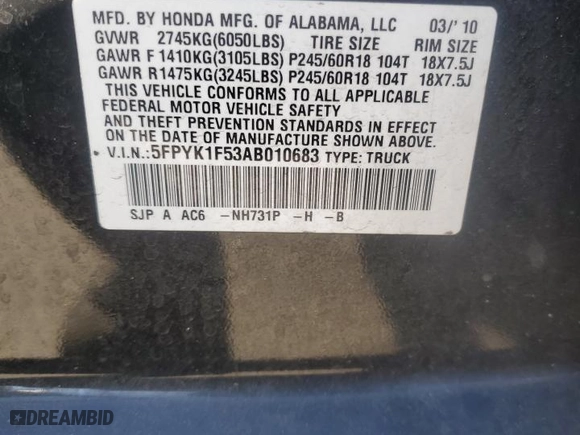 MFD. BY HONDA MFG. OF ALABAMA, LLC 03/'10
GVWR 2745KG(6050LBS) TIRE SIZE RIM SIZE
GAWR F 1410KG(3105LBS) P245/60R18 104T 18X7.5J
GAWR R1475KG(3245LBS) P245/60R18 104T 18X7.5J
THIS VEHICLE CONFORMS TO ALL APPLICABLE
FEDERAL MOTOR VEHICLE SAFETY
AND THEFT PREVENTION STANDARDS IN EFFECT
ON THE DATE OF MANUFACTURE SHOWN ABOVE.
V.I.N.:5FPYK1F53AB010683 TYPE: TRUCK
SJP A AC6 -NH731P -H -B
DREAMBID